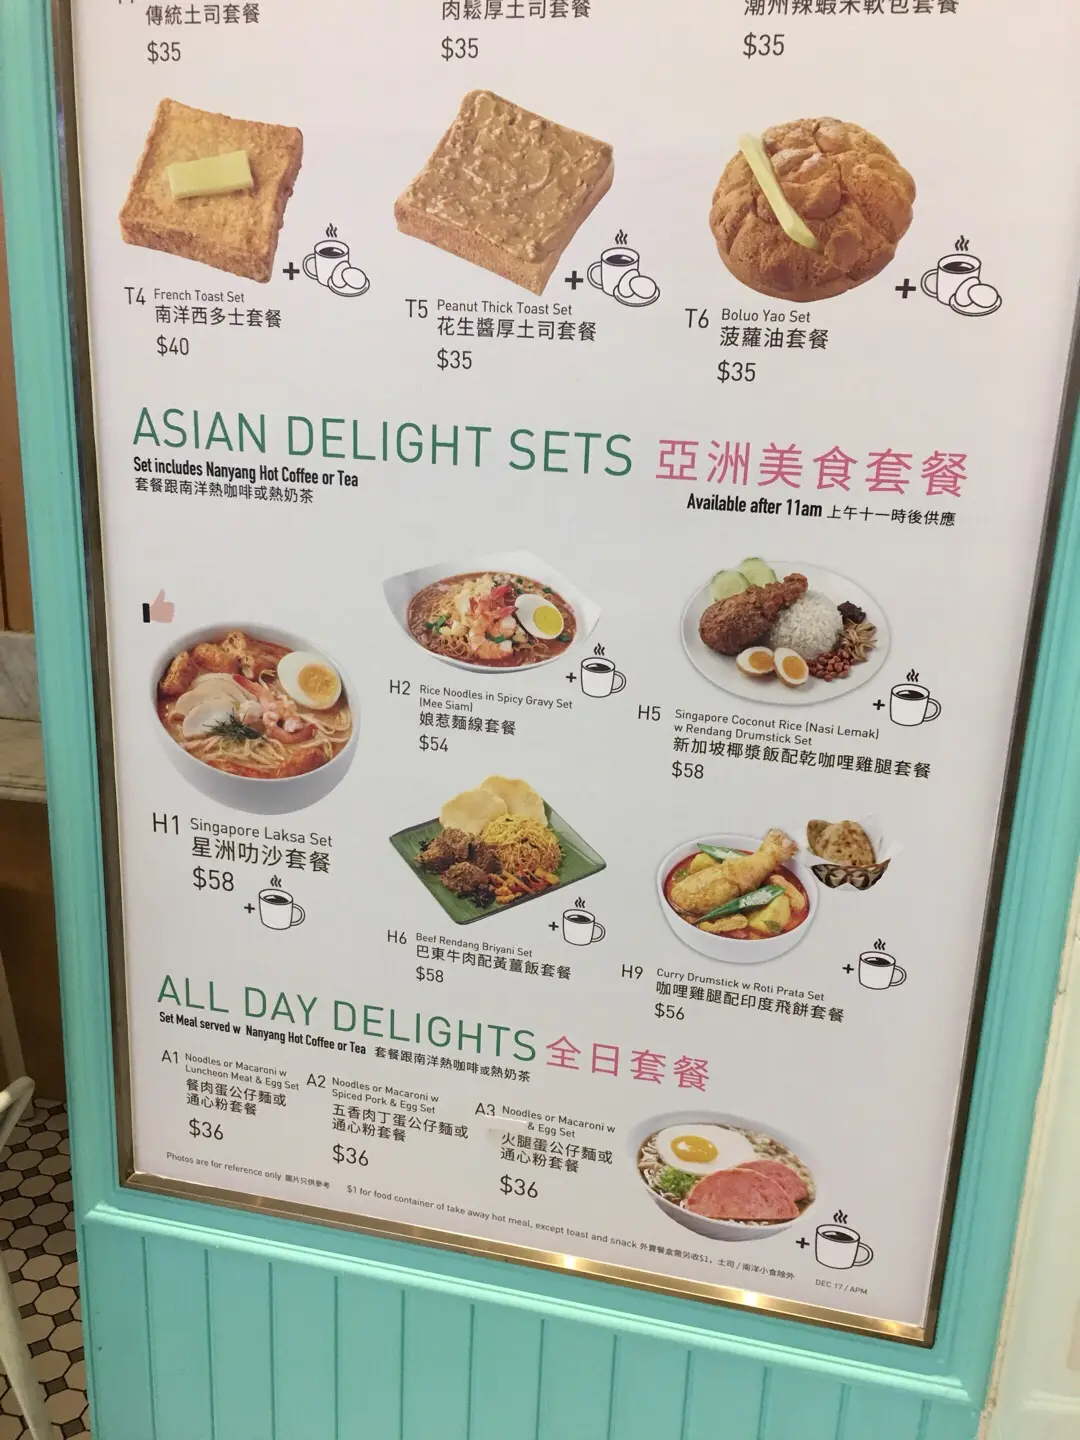 傳統土司套餐
$35
肉鬆厚土司套餐
$35
潮州辣蝦米軟包套餐
$35
T4 French Toast Set
南洋西多士套餐
$40
T5 Peanut Thick Toast Set
花生醬厚土司套餐
$35
T6 Boluo Yao Set
菠蘿油套餐
$35
ASIAN DELIGHT SETS 亞洲美食套餐
Set includes Nanyang Hot Coffee or Tea
套餐跟南洋熱咖啡或熱奶茶
Available after 11am 上午十一時後供應
H1 Singapore Laksa Set
星洲叻沙套餐
$58
H2 Rice Noodles in Spicy Gravy Set
(Mee Siam)
娘惹麵線套餐
$54
H5 Singapore Coconut Rice (Nasi Lemak)
w Rendang Drumstick Set
新加坡椰漿飯配乾咖哩雞腿套餐
$58
H6 Beef Rendang Briyani Set
巴東牛肉配黃薑飯套餐
$58
H9 Curry Drumstick w Roti Prata Set
咖哩雞腿配印度飛餅套餐
$56
ALL DAY DELIGHTS 全日套餐
Set Meal served w Nanyang Hot Coffee or Tea 套餐跟南洋熱咖啡或熱奶茶
A1 Noodles or Macaroni w
Luncheon Meat & Egg Set
餐肉蛋公仔麵或
通心粉套餐
$36
A2 Noodles or Macaroni w
Spiced Pork & Egg Set
五香肉丁蛋公仔麵或
通心粉套餐
$36
A3 Noodles or Macaroni w
& Egg Set
火腿蛋公仔麵或
通心粉套餐
$36
Photos are for reference only 圖片只供參考
$1 for food container of take away hot meal, except toast and snack 外賣餐盒需另收$1，土司/南洋小食除外
DEC 17 / APM